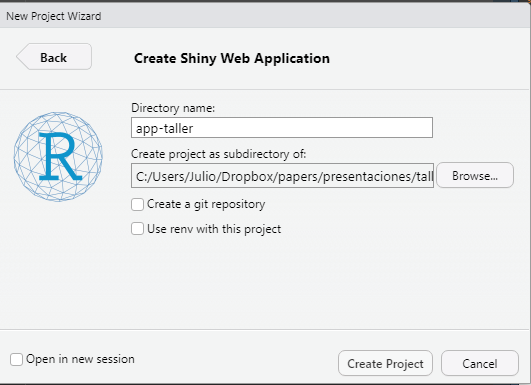 New Project Wizard
Back
Create Shiny Web Application
Directory name:
app-taller
Create project as subdirectory of:
C:/Users/Julio/Dropbox/papers/presentaciones/tall
Browse...
R
Create a git repository
Use renv with this project
Open in new session
Create Project
Cancel